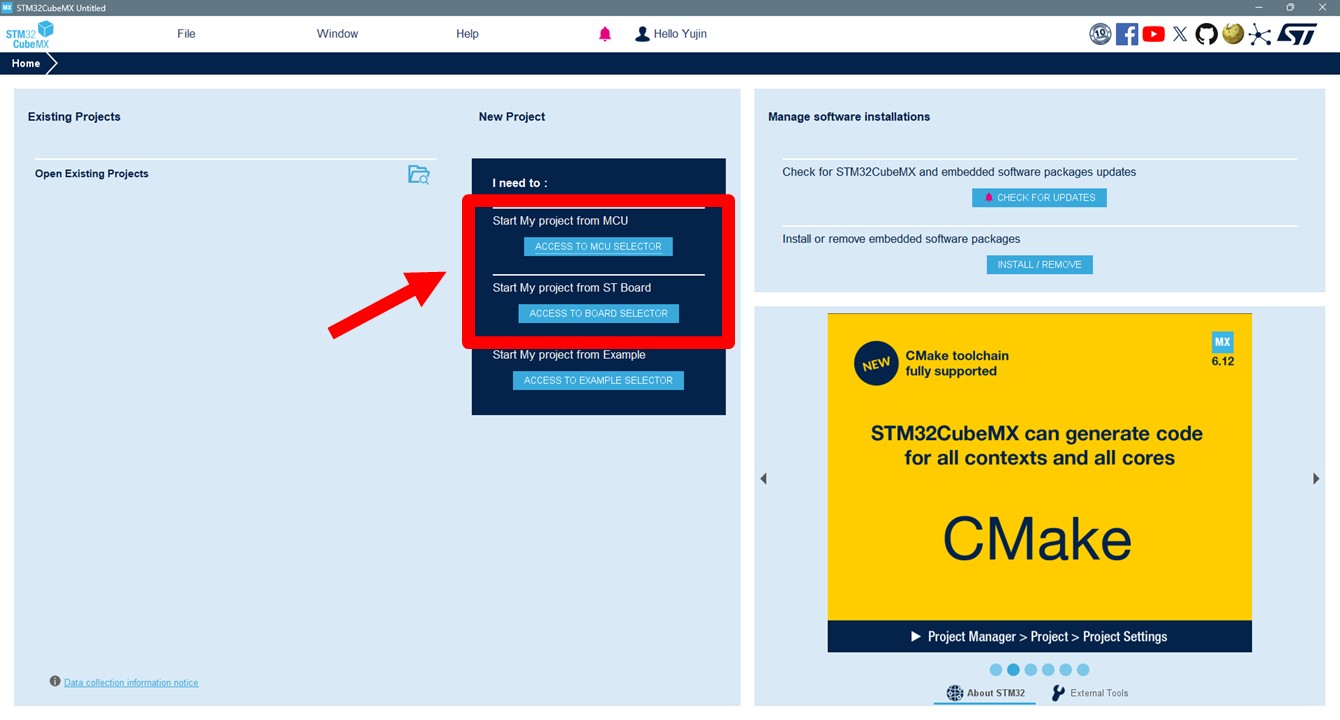 MX STM32CubeMX Untitled
STM32
CubeMX
File Window Help Hello Yujin
10
ST
Home
Existing Projects
Open Existing Projects
Data collection information notice
New Project
I need to :
Start My project from MCU
ACCESS TO MCU SELECTOR
Start My project from ST Board
ACCESS TO BOARD SELECTOR
Start My project from Example
ACCESS TO EXAMPLE SELECTOR
Manage software installations
Check for STM32CubeMX and embedded software packages updates
CHECK FOR UPDATES
Install or remove embedded software packages
INSTALL / REMOVE
NEW
CMake toolchain
fully supported
MX
6.12
STM32CubeMX can generate code
for all contexts and all cores
CMake
Project Manager > Project > Project Settings
About STM32 External Tools